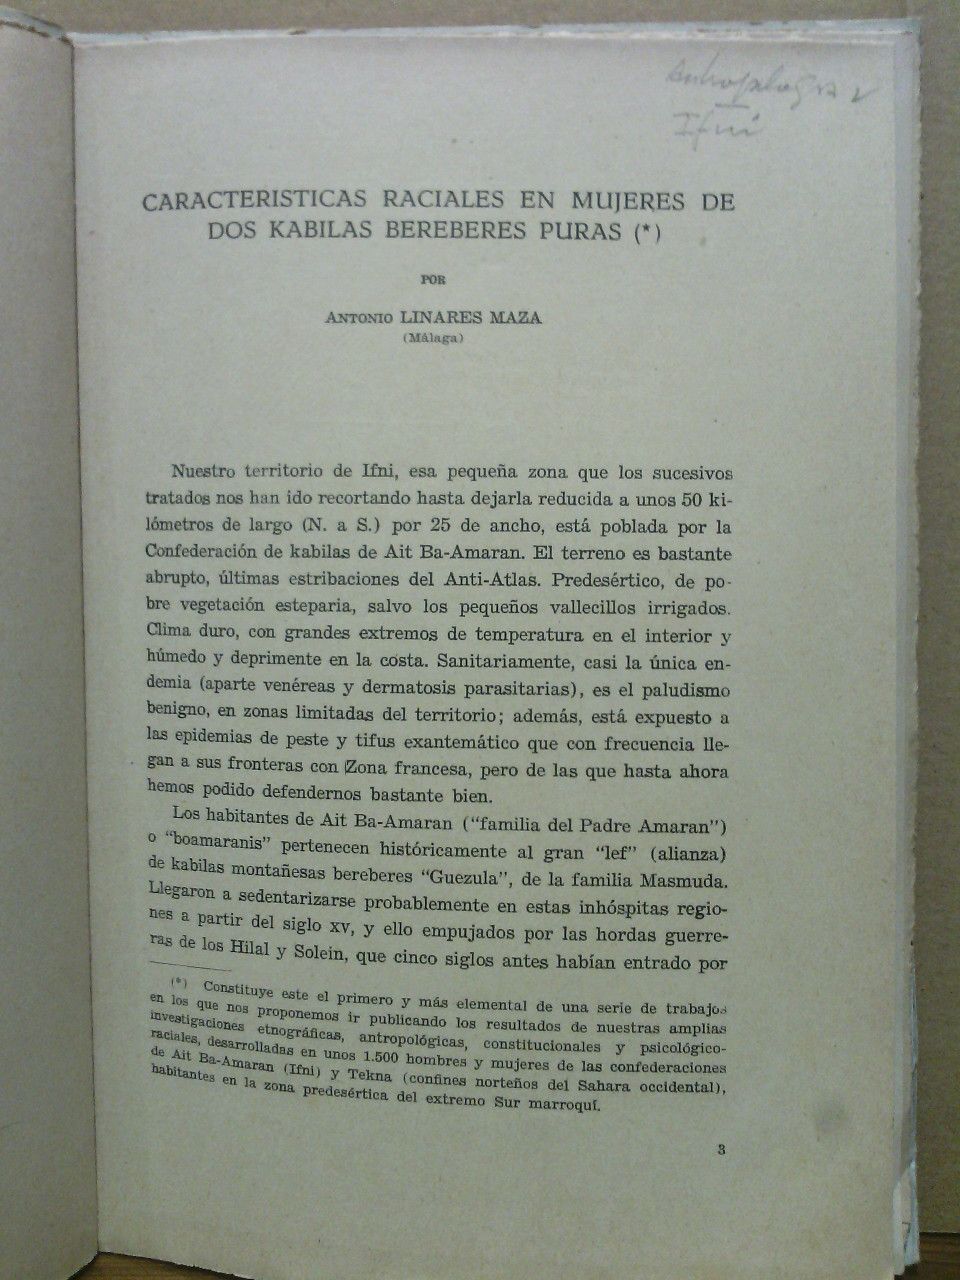 Ifni
CARACTERISTICAS RACIALES EN MUJERES DE
DOS KABILAS BEREBERES PURAS (*)
POR
ANTONIO LINARES MAZA
(Málaga)
Nuestro territorio de Ifni, esa pequeña zona que los sucesivos
tratados nos han ido recortando hasta dejarla reducida a unos 50 ki-
lómetros de largo (N. a S.) por 25 de ancho, está poblada por la
Confederación de kabilas de Ait Ba-Amaran. El terreno es bastante
abrupto, últimas estribaciones del Anti-Atlas. Predesértico, de po-
bre vegetación esteparia, salvo los pequeños vallecillos irrigados.
Clima duro, con grandes extremos de temperatura en el interior y
húmedo y deprimente en la costa. Sanitariamente, casi la única en-
demia (aparte venéreas y dermatosis parasitarias), es el paludismo
benigno, en zonas limitadas del territorio; además, está expuesto a
las epidemias de peste y tifus exantemático que con frecuencia lle-
gan a sus fronteras con Zona francesa, pero de las que hasta ahora
hemos podido defendernos bastante bien.
Los habitantes de Ait Ba-Amaran ("familia del Padre Amaran")
o "boamaranis" pertenecen históricamente al gran "lef" (alianza)
de kabilas montañesas bereberes "Guezula", de la familia Masmuda.
Llegaron a sedentarizarse probablemente en estas inhóspitas regio-
nes a partir del siglo XV, y ello empujados por las hordas guerre-
ras de los Hilal y Solein, que cinco siglos antes habían entrado por
(*) Constituye este el primero y más elemental de una serie de trabajos
en los que nos proponemos ir publicando los resultados de nuestras amplias
investigaciones etnográficas, antropológicas, constitucionales y psicológico-
raciales, desarrolladas en unos 1.500 hombres y mujeres de las confederaciones
de Ait Ba-Amaran (Ifni) y Tekna (confines norteños del Sahara occidental),
habitantes en la zona predesértica del extremo Sur marroquí.
3